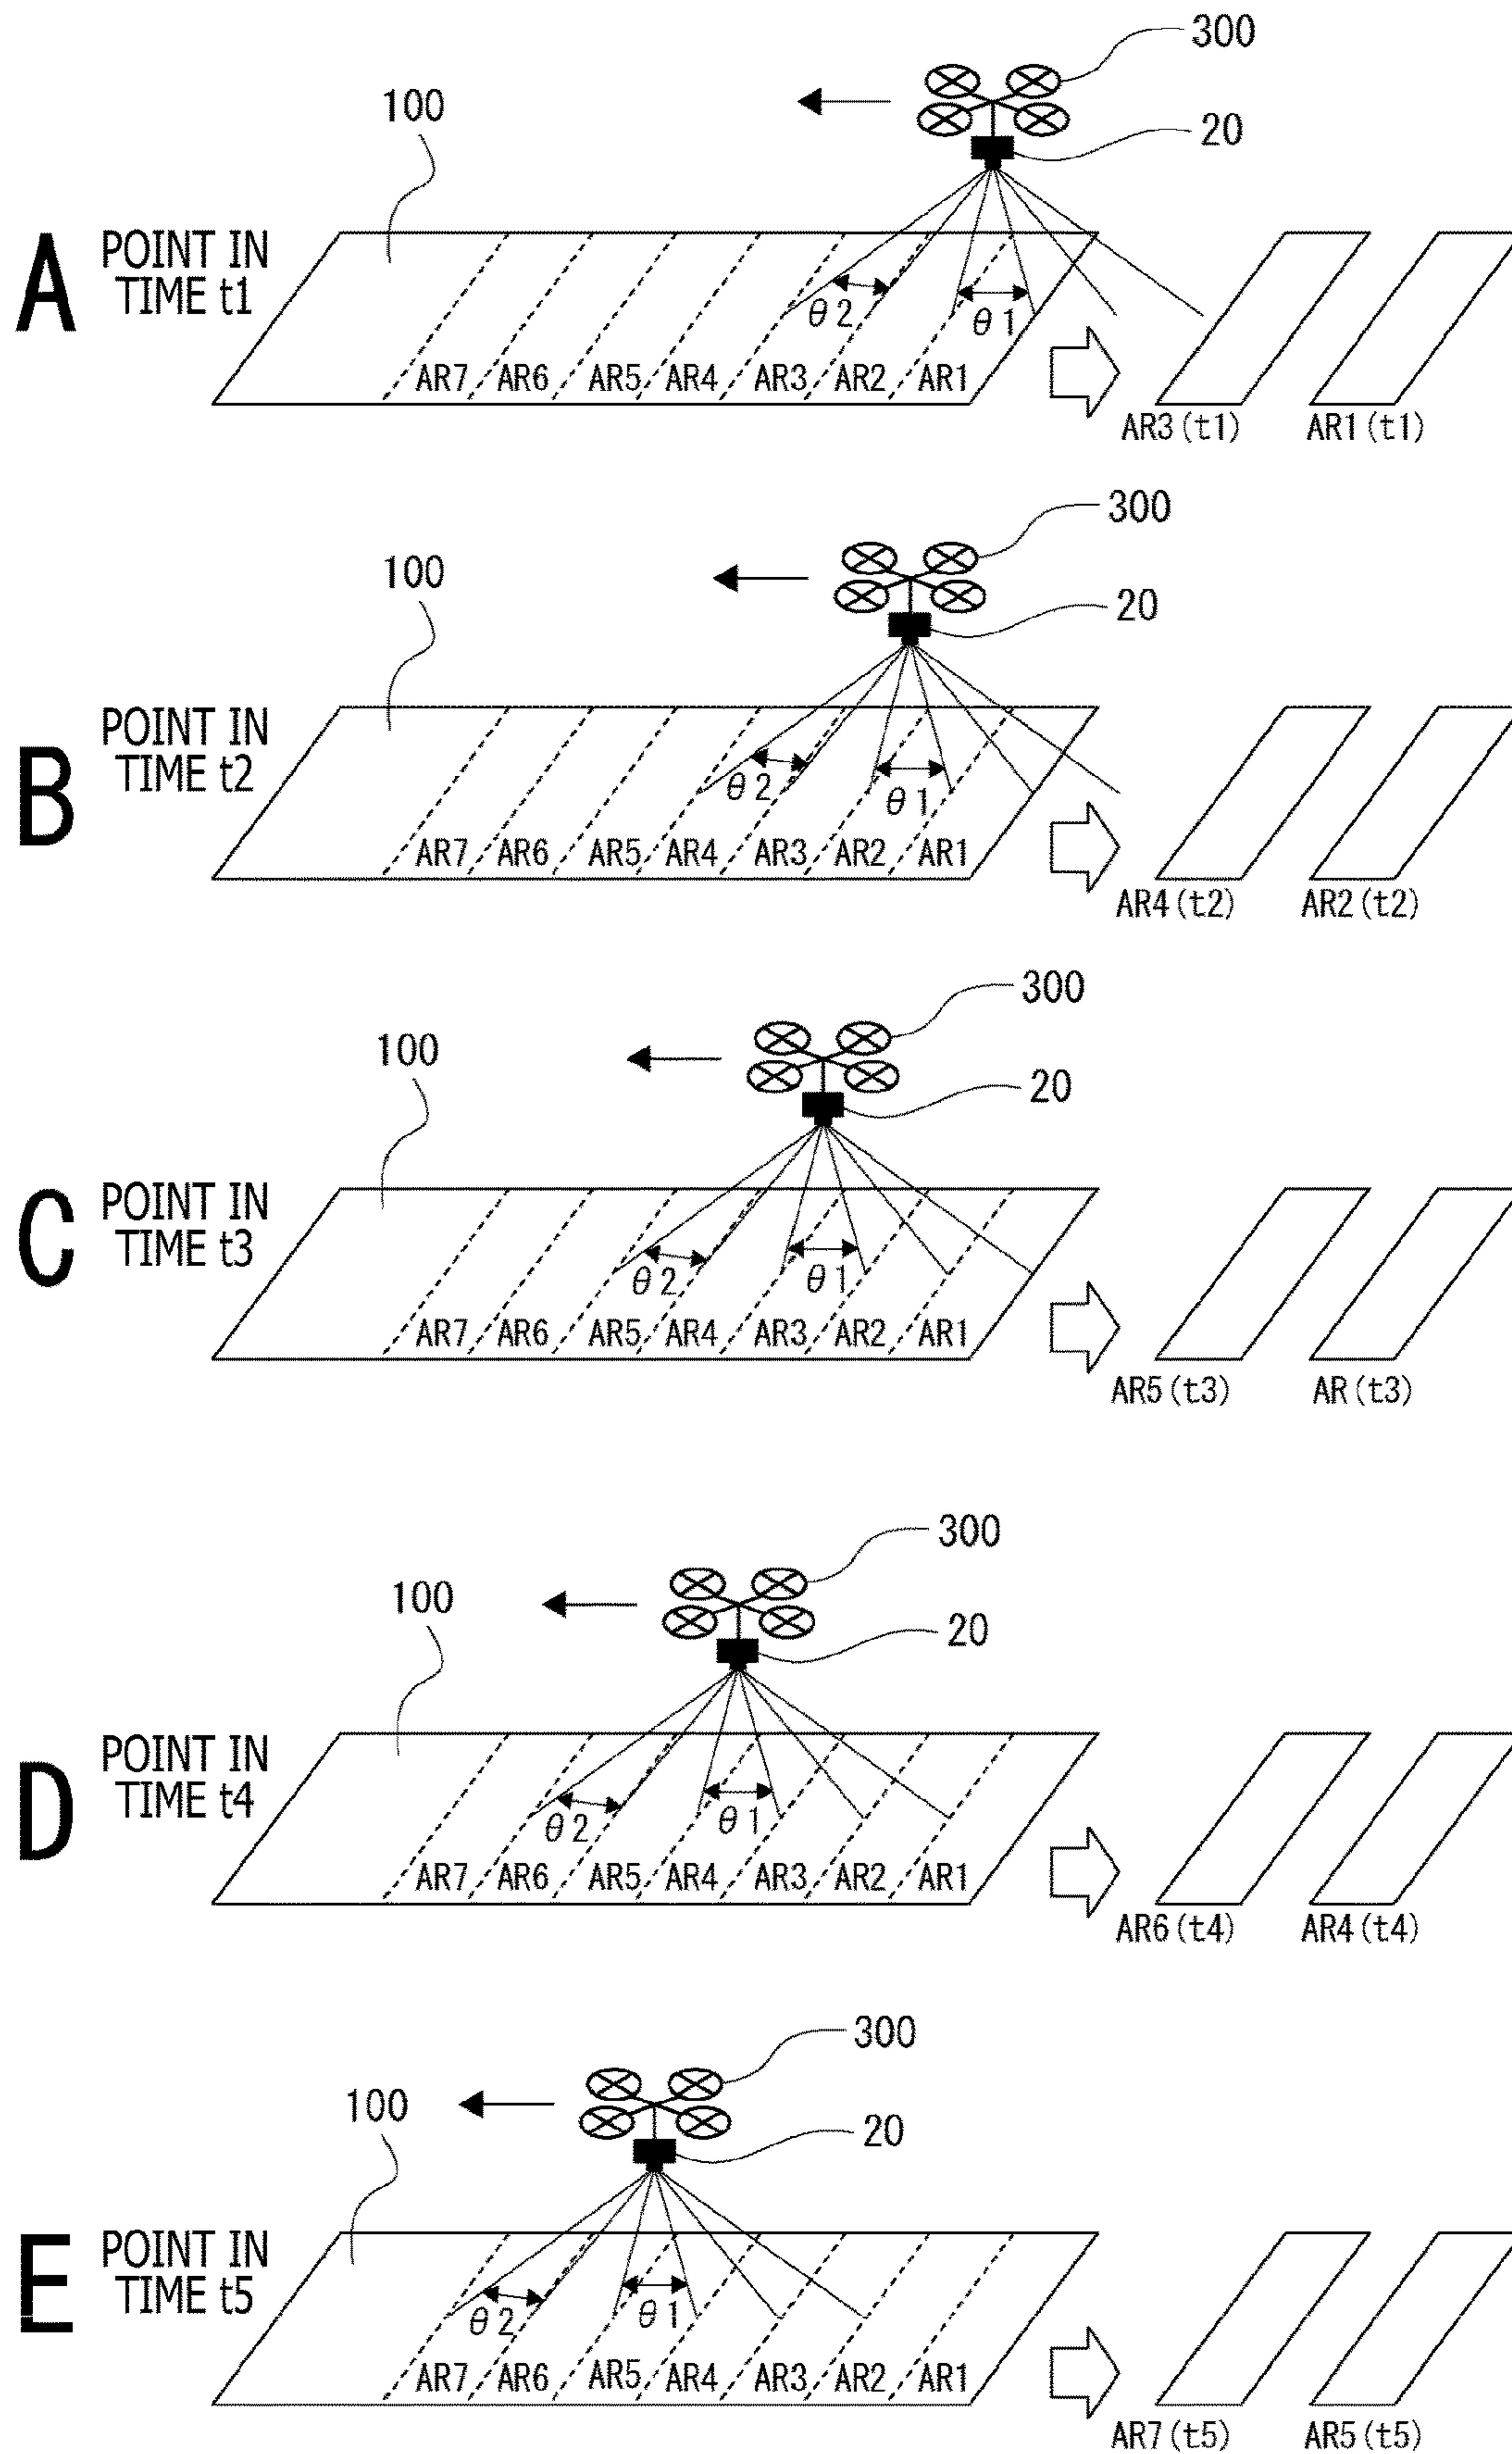 300
100
20
A
POINT IN
TIME t1
θ2
θ1
AR7 AR6 AR5 AR4 AR3 AR2 AR1
AR3(t1) AR1(t1)
300
100
20
B
POINT IN
TIME t2
θ2
θ1
AR7 AR6 AR5 AR4 AR3 AR2 AR1
AR4(t2) AR2(t2)
300
100
20
C
POINT IN
TIME t3
θ2
θ1
AR7 AR6 AR5 AR4 AR3 AR2 AR1
AR5(t3) AR(t3)
300
100
20
D
POINT IN
TIME t4
θ2
θ1
AR7 AR6 AR5 AR4 AR3 AR2 AR1
AR6(t4) AR4(t4)
300
100
20
E
POINT IN
TIME t5
θ2
θ1
AR7 AR6 AR5 AR4 AR3 AR2 AR1
AR7(t5) AR5(t5)